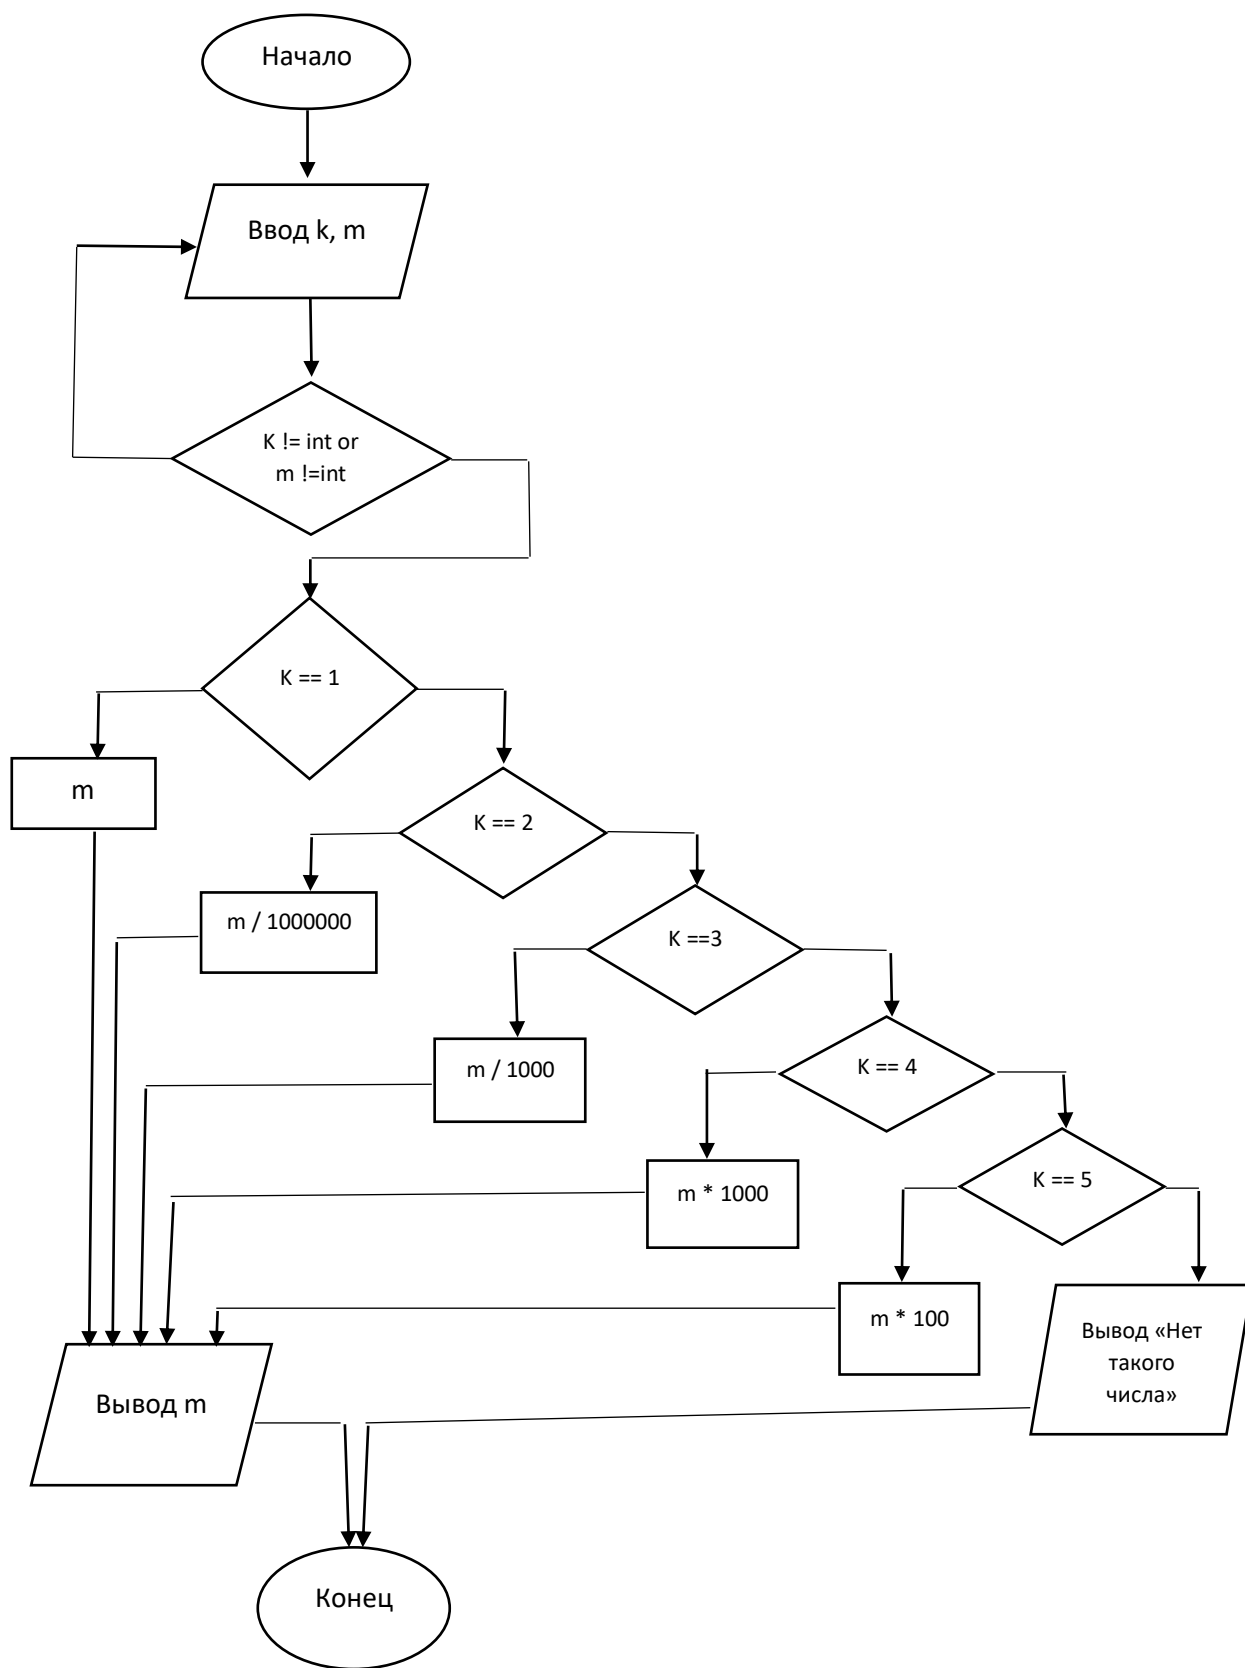 Начало
Ввод k, m
K != int or
m !=int
K == 1
m
K == 2
m / 1000000
K ==3
m / 1000
K == 4
m * 1000
K == 5
m * 100
Вывод «Нет
такого
числа»
Вывод m
Конец